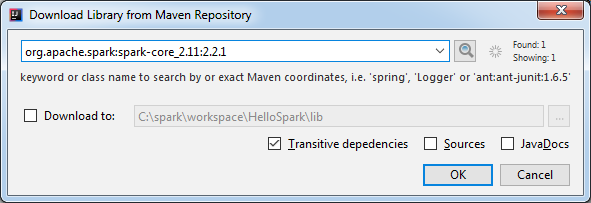 Download Library from Maven Repository
org.apache.spark:spark-core_2.11:2.2.1
Found: 1
Showing: 1
keyword or class name to search by or exact Maven coordinates, i.e. 'spring', 'Logger' or 'ant:ant-junit:1.6.5'
Download to: C:\spark\workspace\HelloSpark\lib ...
Transitive depedencies Sources JavaDocs
OK Cancel